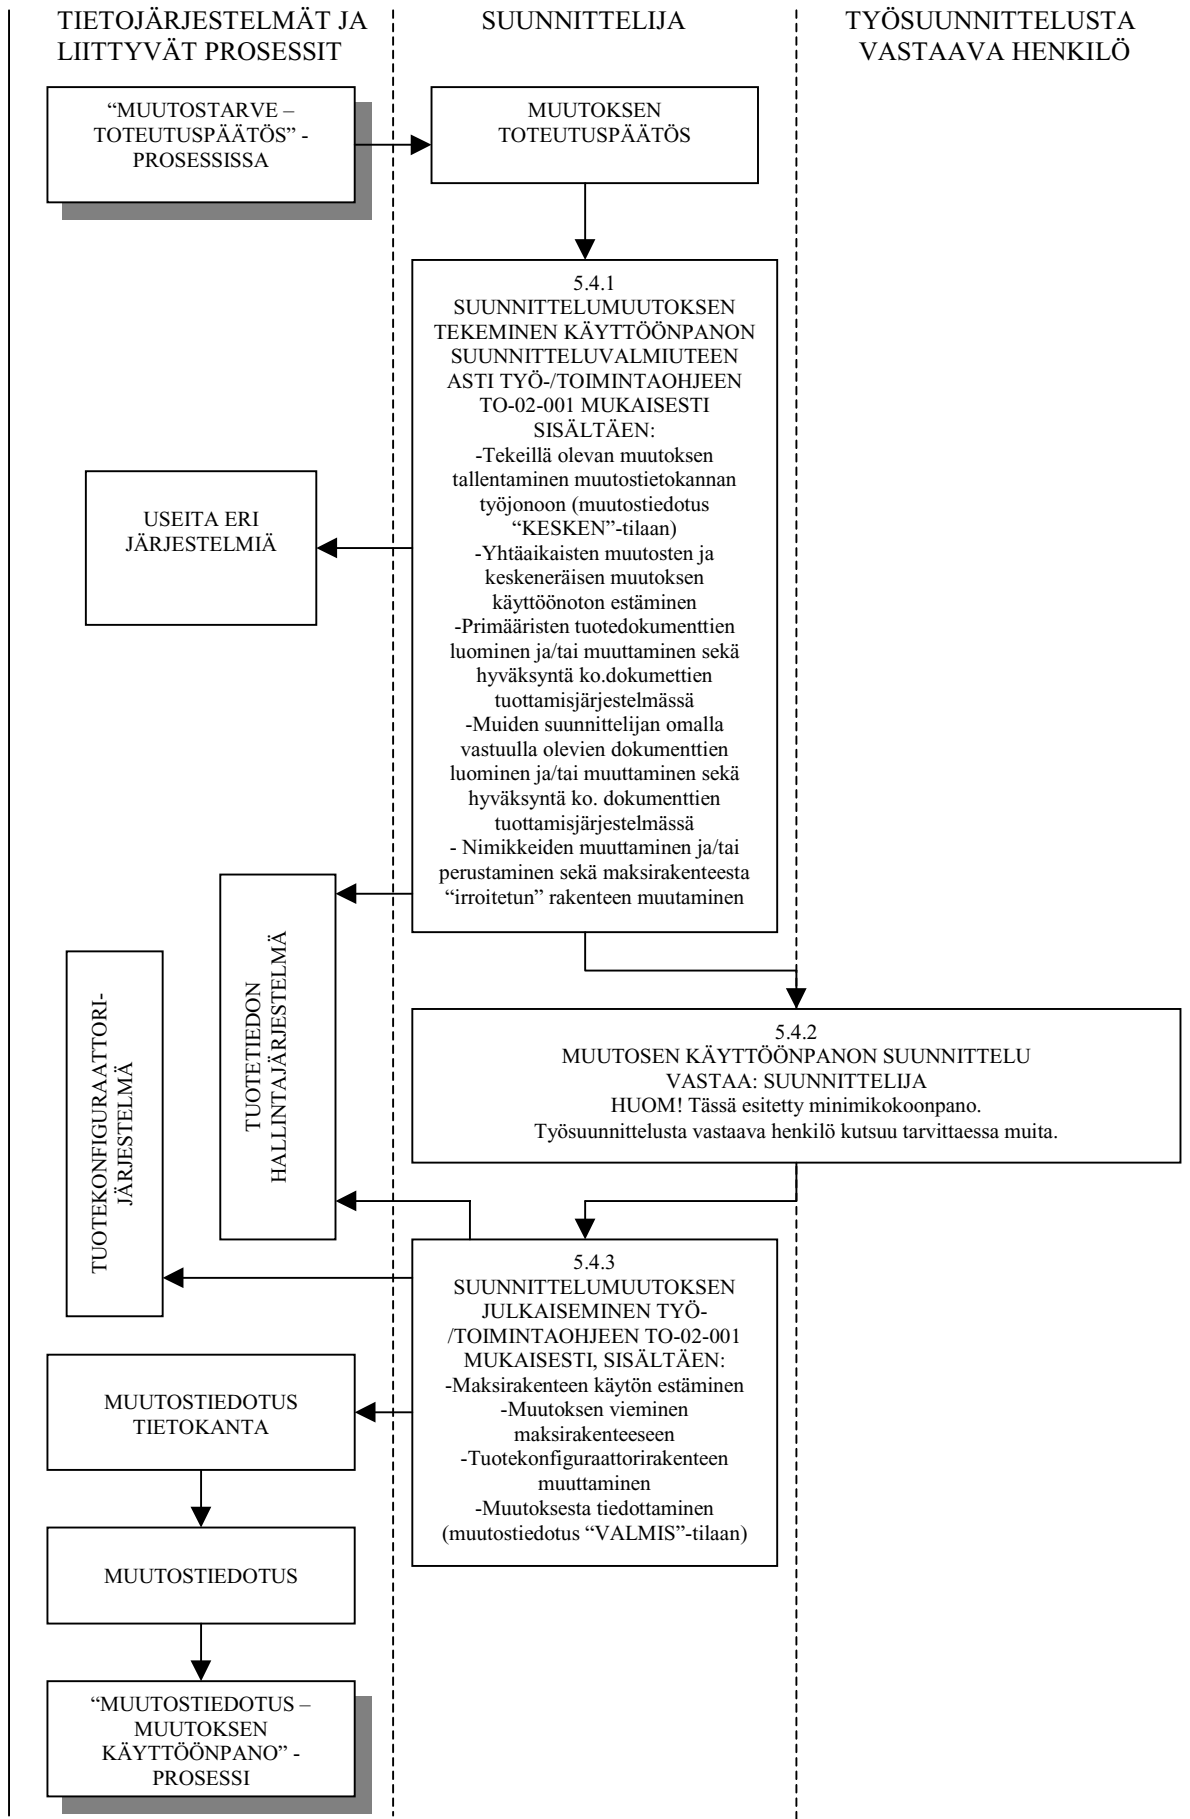 TIETOJÄRJESTELMÄT JA
LIITTYVÄT PROSESSIT
SUUNNITTELIJA
TYÖSUUNNITTELUSTA
VASTAAVA HENKILÖ
“MUUTOSTARVE –
TOTEUTUSPÄÄTÖS” -
PROSESSISSA
MUUTOKSEN
TOTEUTUSPÄÄTÖS
5.4.1
SUUNNITTELUMUUTOKSEN
TEKEMINEN KÄYTTÖÖNPANON
SUUNNITTELUVALMIUTEEN
ASTI TYÖ-/TOIMINTAOHJEEN
TO-02-001 MUKAISESTI
SISÄLTÄEN:
-Tekeillä olevan muutoksen
tallentaminen muutostietokannan
työjonoon (muutostiedotus
“KESKEN”-tilaan)
-Yhtäaikaisten muutosten ja
keskeneräisen muutoksen
käyttöönoton estäminen
-Primääristen tuotedokumenttien
luominen ja/tai muuttaminen sekä
hyväksyntä ko.dokumettien
tuottamisjärjestelmässä
-Muiden suunnittelijan omalla
vastuulla olevien dokumenttien
luominen ja/tai muuttaminen sekä
hyväksyntä ko. dokumenttien
tuottamisjärjestelmässä
- Nimikkeiden muuttaminen ja/tai
perustaminen sekä maksirakenteesta
“irroitetun” rakenteen muutaminen
USEITA ERI
JÄRJESTELMIÄ
TUOTETIEDON
HALLINTAJÄRJESTELMÄ
TUOTEKONFIGURAATTORI-
JÄRJESTELMÄ
5.4.2
MUUTOSEN KÄYTTÖÖNPANON SUUNNITTELU
VASTAA: SUUNNITTELIJA
HUOM! Tässä esitetty minimikokoonpano.
Työsuunnittelusta vastaava henkilö kutsuu tarvittaessa muita.
5.4.3
SUUNNITTELUMUUTOKSEN
JULKAISEMINEN TYÖ-
/TOIMINTAOHJEEN TO-02-001
MUKAISESTI, SISÄLTÄEN:
-Maksirakenteen käytön estäminen
-Muutoksen vieminen
maksirakenteeseen
-Tuotekonfiguraattorirakenteen
muuttaminen
-Muutoksesta tiedottaminen
(muutostiedotus “VALMIS”-tilaan)
MUUTOSTIEDOTUS
TIETOKANTA
MUUTOSTIEDOTUS
“MUUTOSTIEDOTUS –
MUUTOKSEN
KÄYTTÖÖNPANO” -
PROSESSI